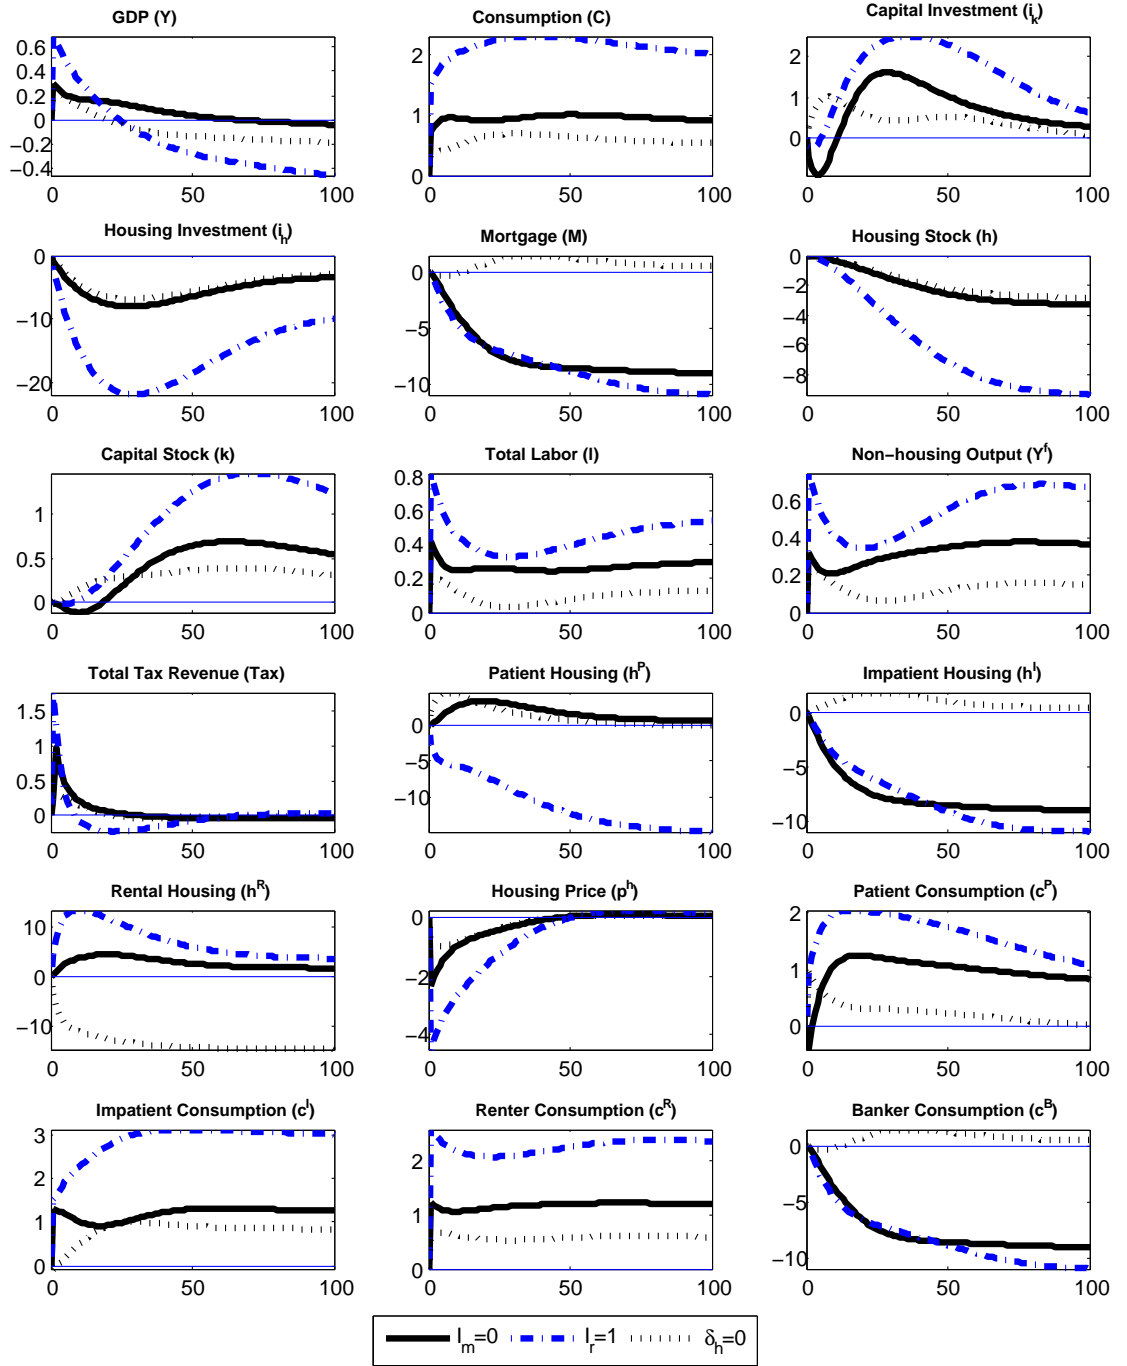 GDP (Y)
0.6
0.4
0.2
0
−0.2
−0.4
0 50 100
Consumption (C)
2
1
0
0 50 100
Capital Investment (i_k)
2
1
0
0 50 100
Housing Investment (i_h)
0
−10
−20
0 50 100
Mortgage (M)
0
−5
−10
0 50 100
Housing Stock (h)
0
−2
−4
−6
−8
0 50 100
Capital Stock (k)
1
0.5
0
0 50 100
Total Labor (l)
0.8
0.6
0.4
0.2
0
0 50 100
Non−housing Output (Y^f)
0.6
0.4
0.2
0
0 50 100
Total Tax Revenue (Tax)
1.5
1
0.5
0
0 50 100
Patient Housing (h^P)
0
−5
−10
0 50 100
Impatient Housing (h^I)
0
−5
−10
0 50 100
Rental Housing (h^R)
10
0
−10
0 50 100
Housing Price (p^h)
0
−2
−4
0 50 100
Patient Consumption (c^P)
2
1
0
0 50 100
Impatient Consumption (c^I)
3
2
1
0
0 50 100
Renter Consumption (c^R)
2
1
0
0 50 100
Banker Consumption (c^B)
0
−5
−10
0 50 100
I_m=0 I_r=1 δ_h=0